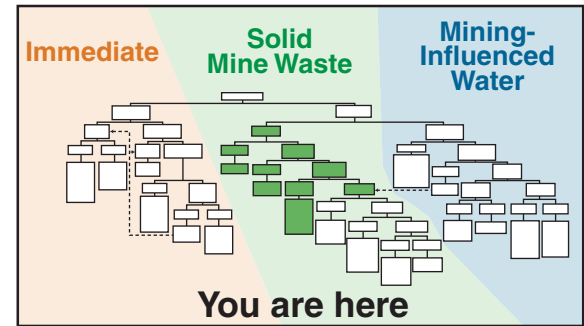 Immediate
Solid
Mine Waste
Mining-
Influenced
Water
You are here